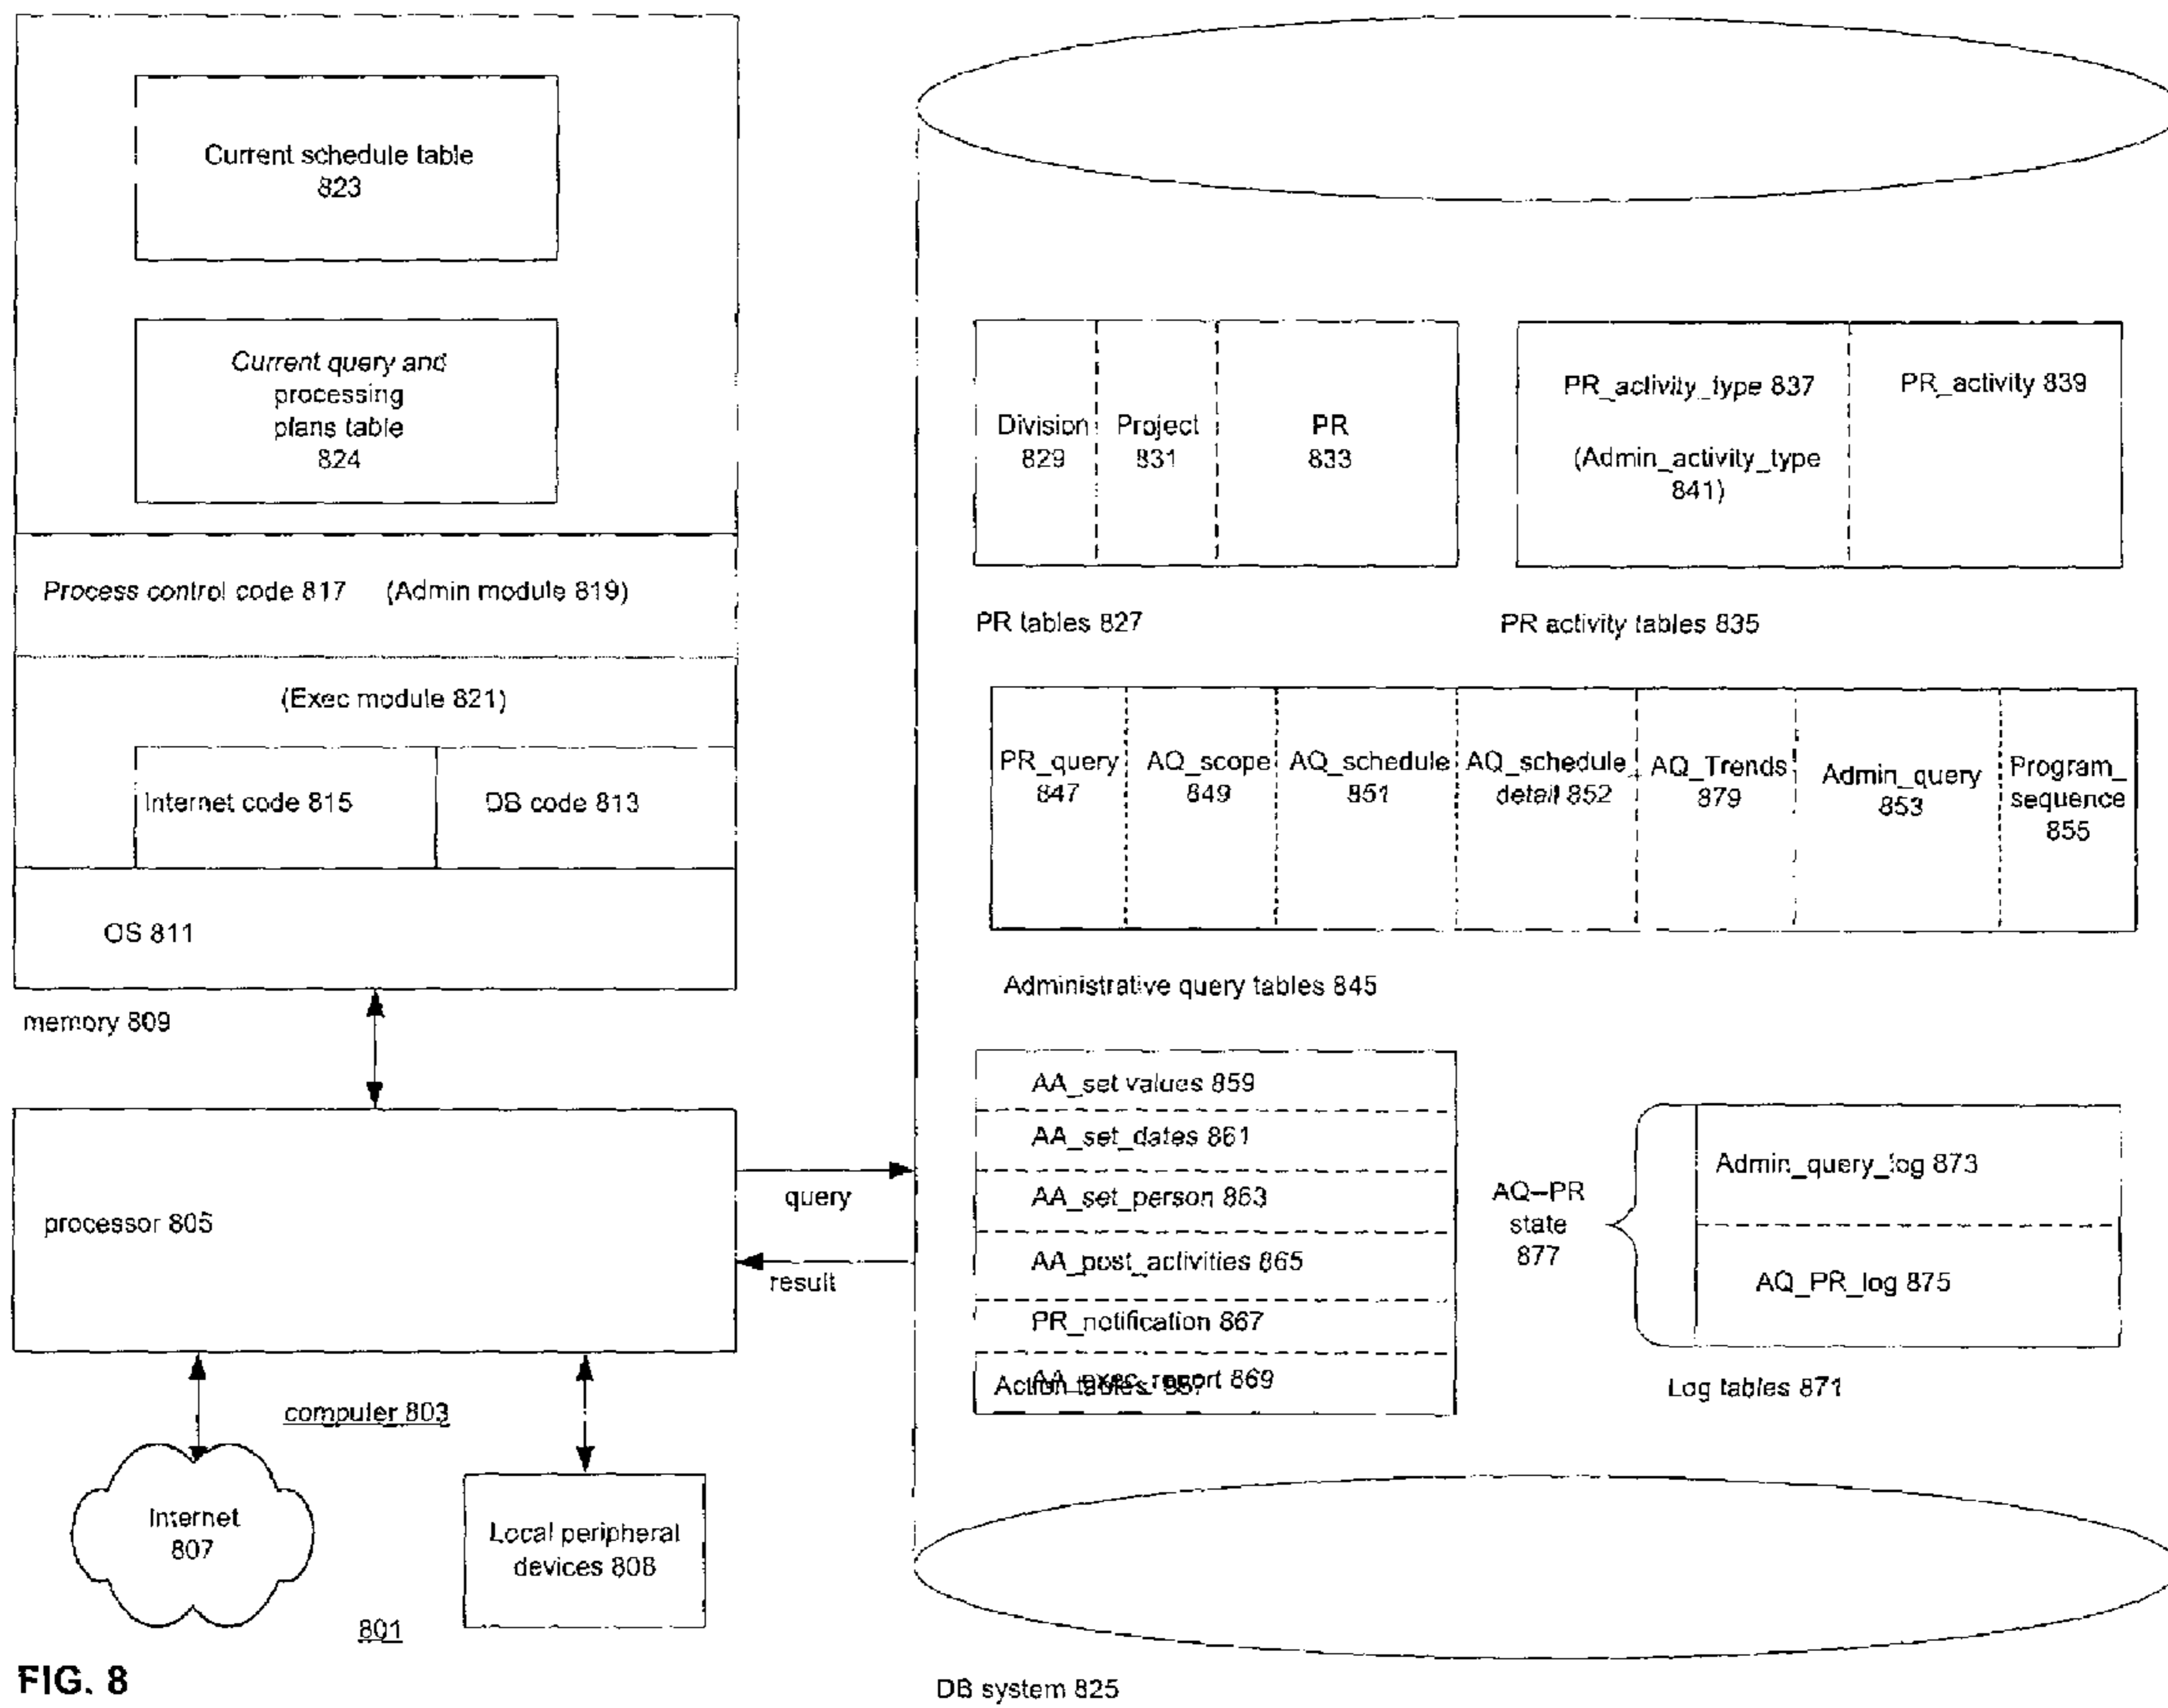 Current schedule table
823
Current query and
processing
plans table
824
Process control code 817 (Admin module 819)
(Exec module 821)
Internet code 815
DB code 813
OS 811
memory 809
processor 805
query
result
computer 803
Internet
807
Local peripheral
devices 808
801
FIG. 8
Division
829
Project
831
PR
833
PR_activity_type 837
(Admin_activity_type
841)
PR_activity 839
PR tables 827
PR activity tables 835
PR_query
847
AQ_scope
849
AQ_schedule
851
AQ_schedule_
detail 852
AQ_Trends
879
Admin_query
853
Program_
sequence
855
Administrative query tables 845
AA_set values 859
AA_set_dates 861
AA_set_person 863
AA_post_activities 865
PR_notification 867
AA_exec_report 869
Action tables
AQ–PR
state
877
Admin_query_log 873
AQ_PR_log 875
Log tables 871
DB system 825